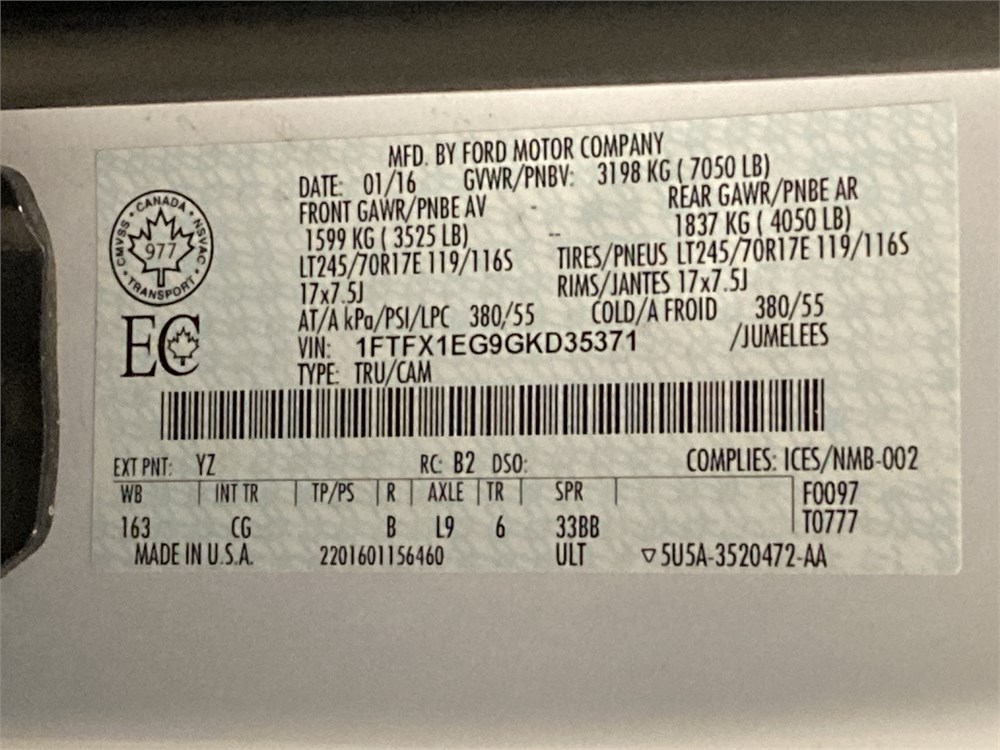 MFD. BY FORD MOTOR COMPANY
DATE: 01/16 GVWR/PNBV: 3198 KG ( 7050 LB)
FRONT GAWR/PNBE AV REAR GAWR/PNBE AR
1599 KG ( 3525 LB) 1837 KG ( 4050 LB)
LT245/70R17E 119/116S TIRES/PNEUS LT245/70R17E 119/116S
17x7.5J RIMS/JANTES 17x7.5J
AT/A kPa/PSI/LPC 380/55 COLD/A FROID 380/55
VIN: 1FTFX1EG9GKD35371 /JUMELEES
TYPE: TRU/CAM
CANADA
CMVSS 977 NSVAC
TRANSPORT
EC
EXT PNT: YZ RC: B2 DSO: COMPLIES: ICES/NMB-002
WB INT TR TP/PS R AXLE TR SPR F0097
163 CG B L9 6 33BB T0777
MADE IN U.S.A. 2201601156460 ULT ▽5U5A-3520472-AA